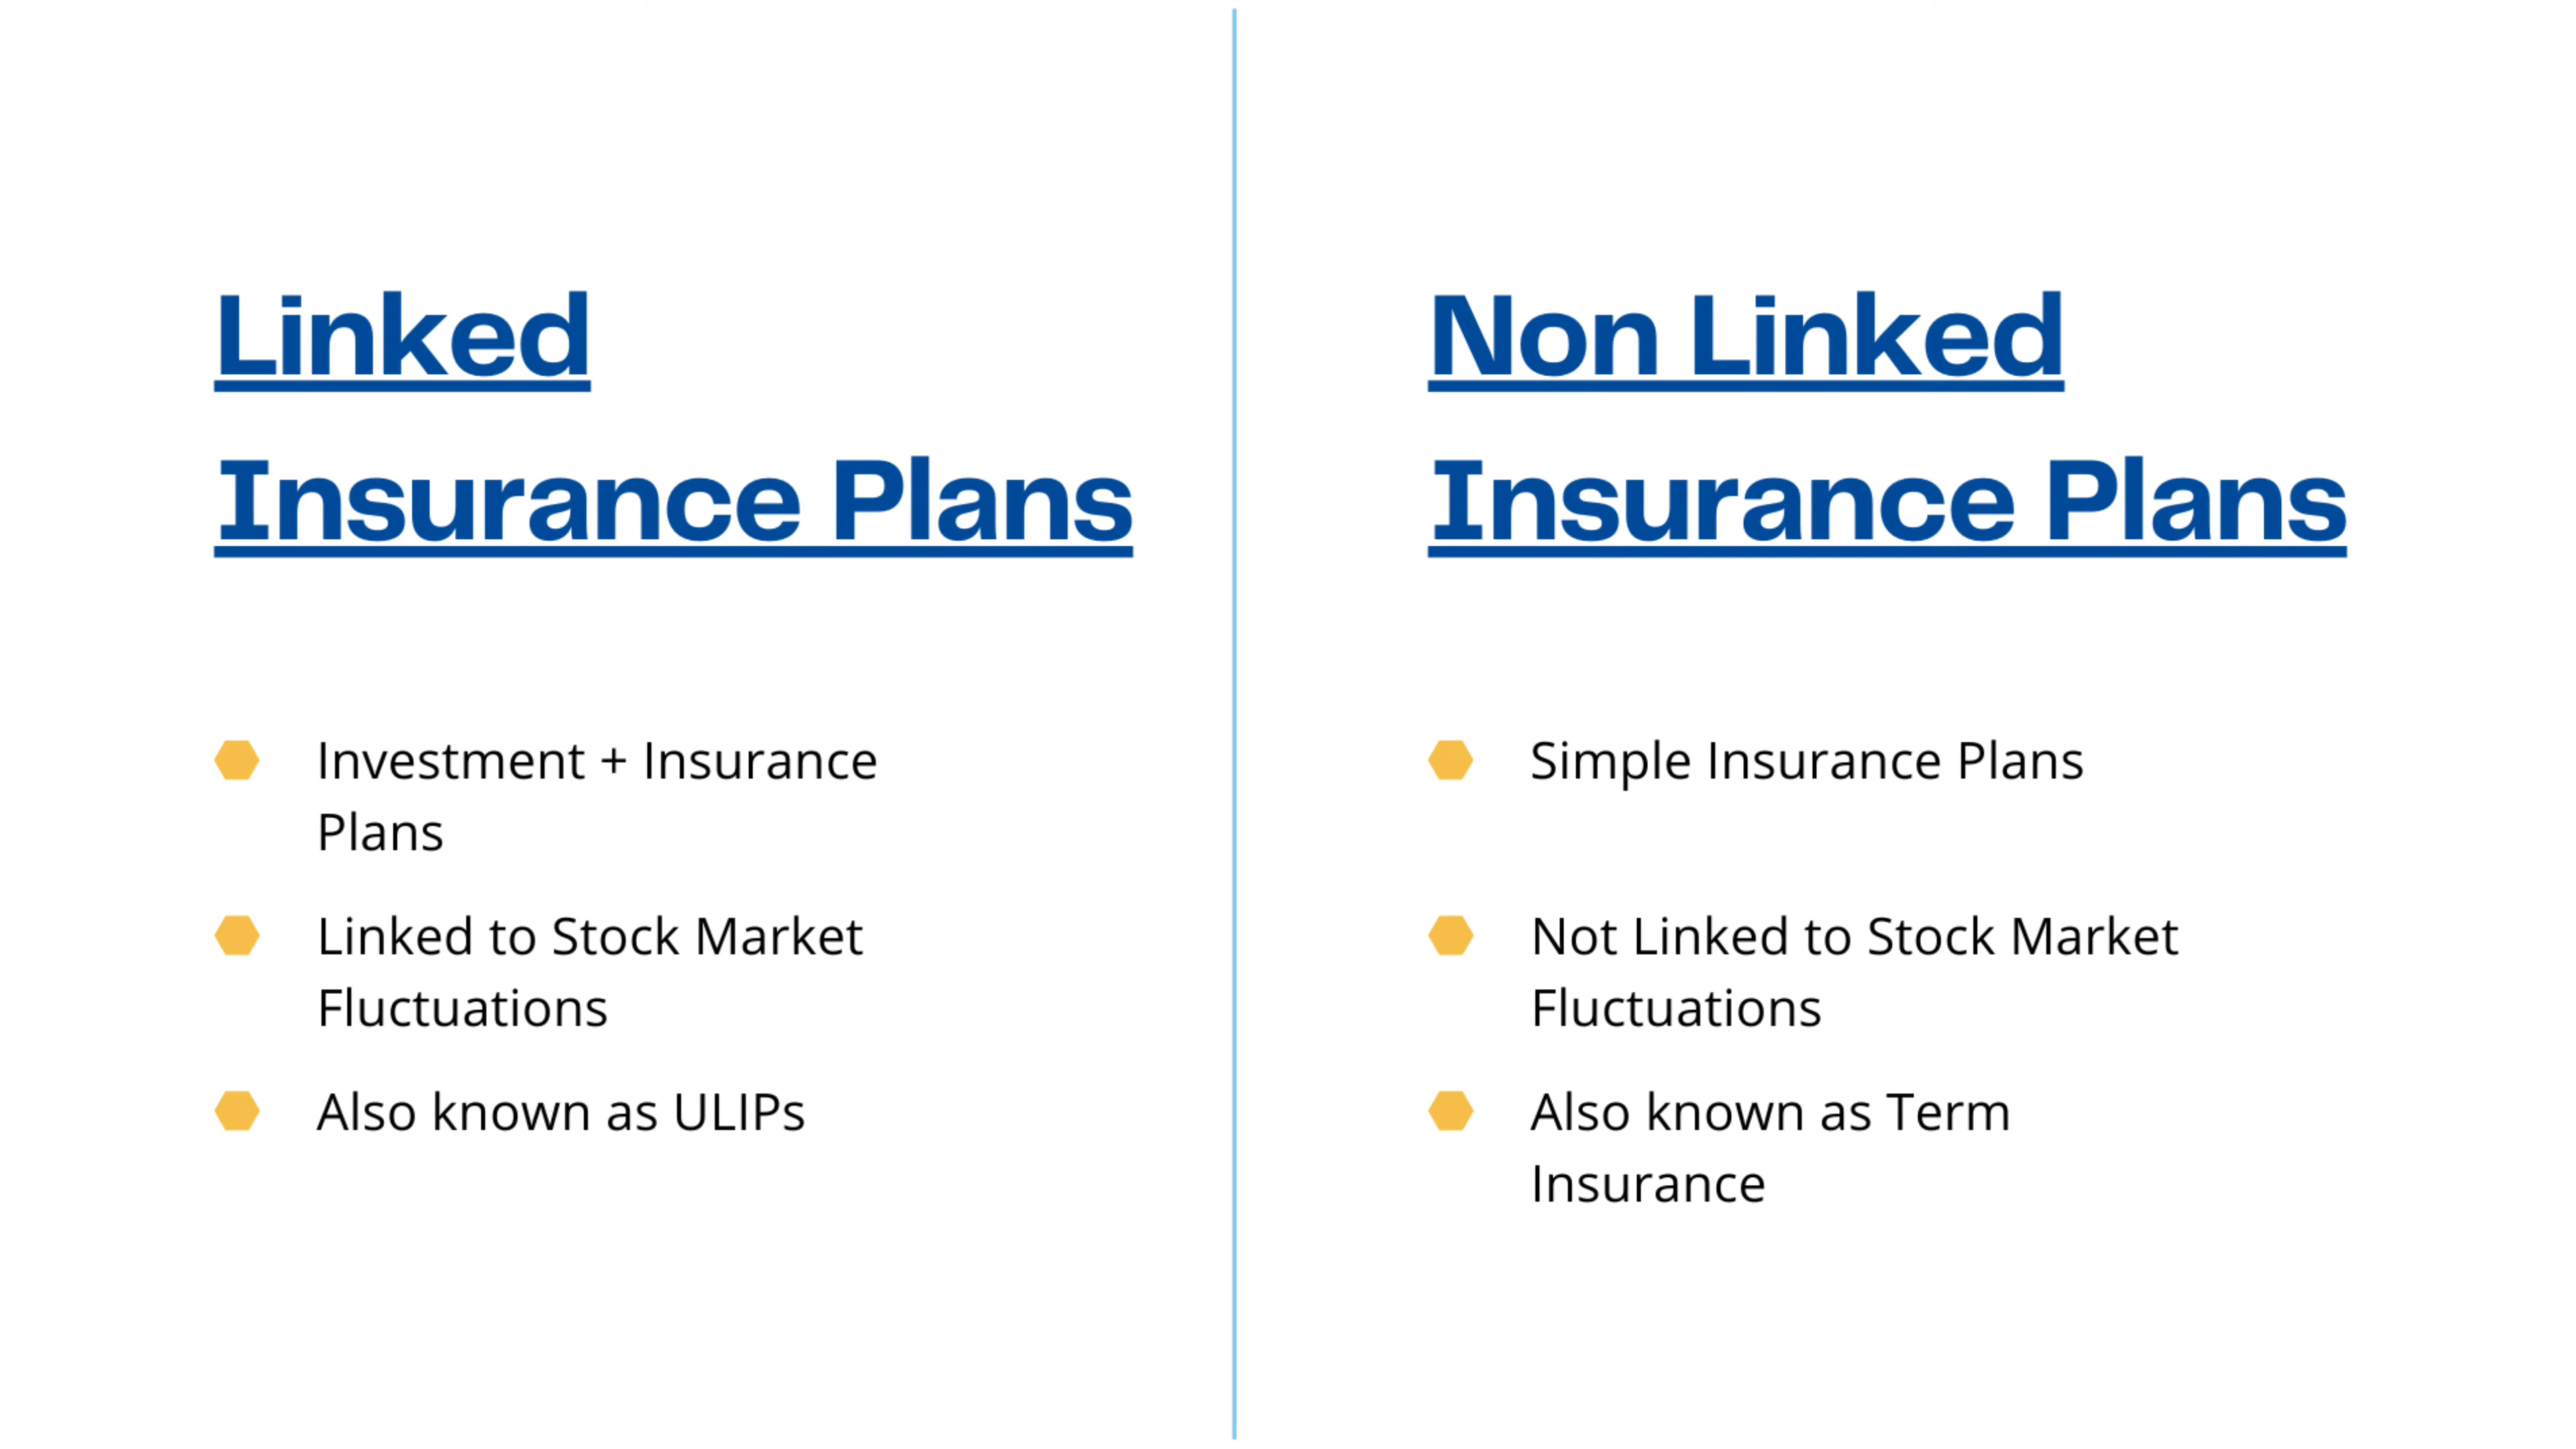 Linked
Insurance Plans
Investment + Insurance
Plans
Linked to Stock Market
Fluctuations
Also known as ULIPs
Non Linked
Insurance Plans
Simple Insurance Plans
Not Linked to Stock Market
Fluctuations
Also known as Term
Insurance